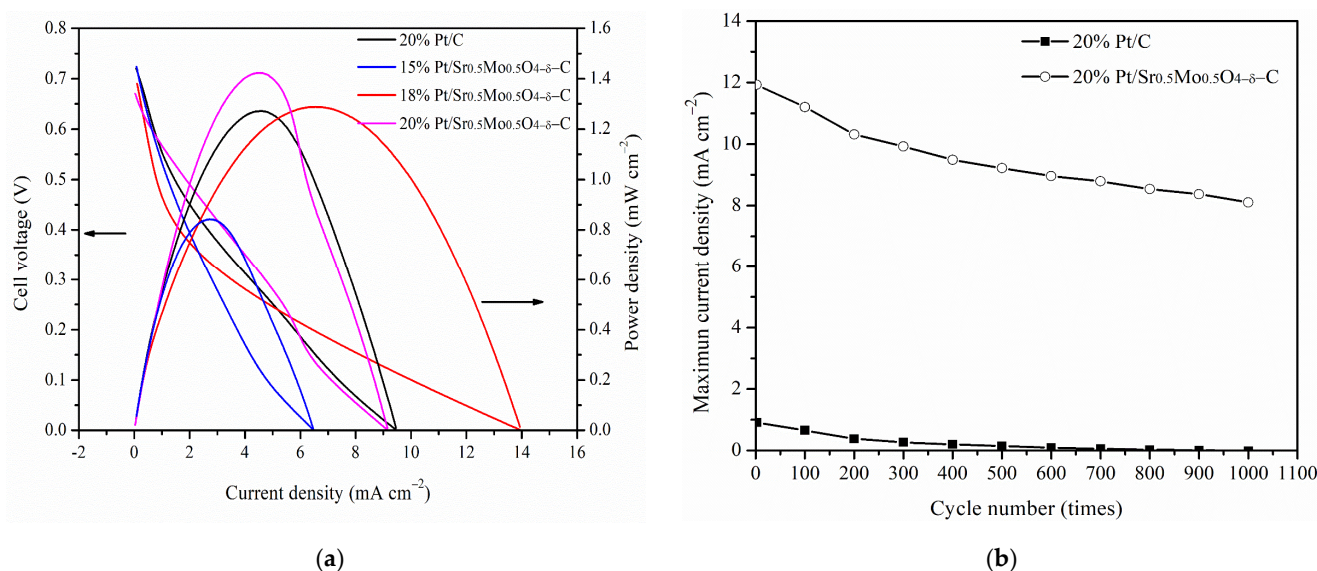 20% Pt/C
15% Pt/Sr0.5Mo0.5O4−δ−C
18% Pt/Sr0.5Mo0.5O4−δ−C
20% Pt/Sr0.5Mo0.5O4−δ−C
Cell voltage (V)
0.8
0.7
0.6
0.5
0.4
0.3
0.2
0.1
0.0
Power density (mW cm−2)
1.6
1.4
1.2
1.0
0.8
0.6
0.4
0.2
0.0
-2 0 2 4 6 8 10 12 14 16
Current density (mA cm−2)
(a)
20% Pt/C
20% Pt/Sr0.5Mo0.5O4−δ−C
Maximun current density (mA cm−2)
14
12
10
8
6
4
2
0
0 100 200 300 400 500 600 700 800 900 1000 1100
Cycle number (times)
(b)